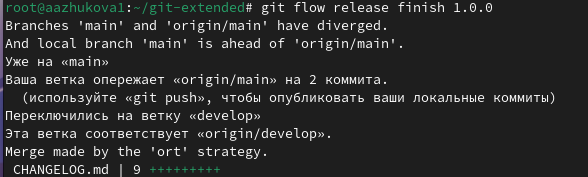 root@aazhukova1:~/git-extended# git flow release finish 1.0.0
Branches 'main' and 'origin/main' have diverged.
And local branch 'main' is ahead of 'origin/main'.
Уже на «main»
Ваша ветка опережает «origin/main» на 2 коммита.
  (используйте «git push», чтобы опубликовать ваши локальные коммиты)
Переключились на ветку «develop»
Эта ветка соответствует «origin/develop».
Merge made by the 'ort' strategy.
 CHANGELOG.md | 9 +++++++++